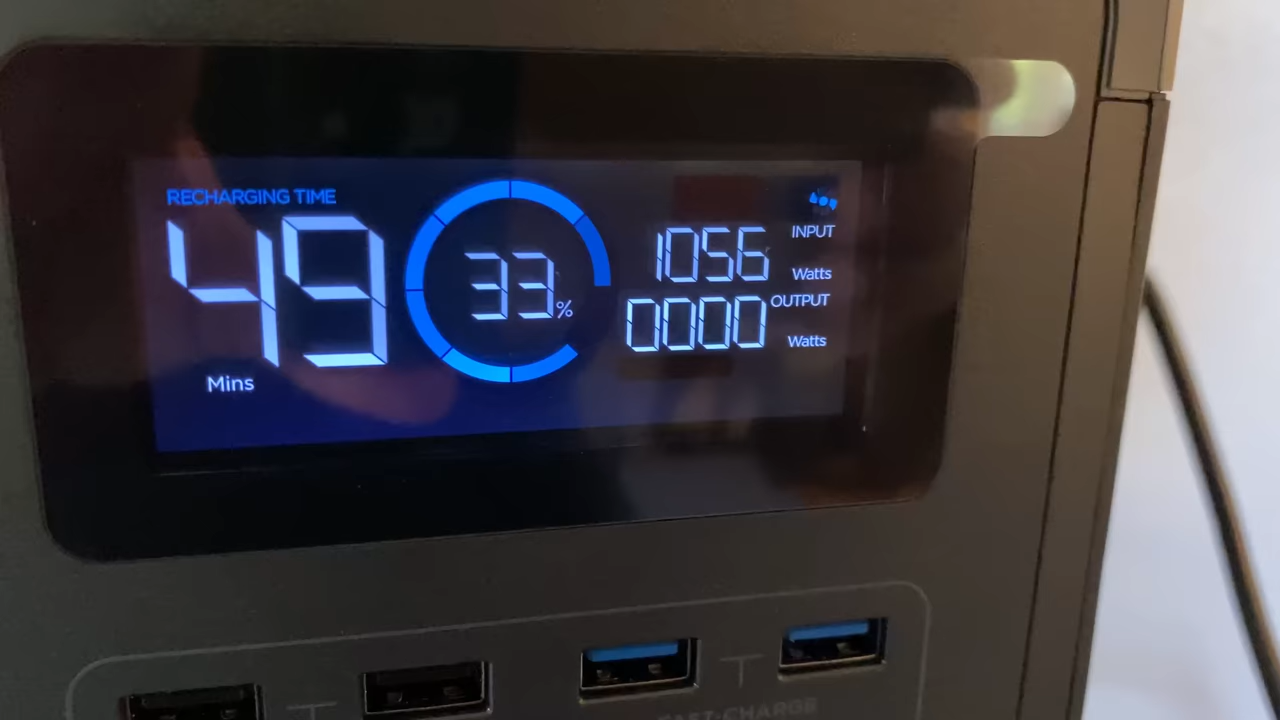 RECHARGING TIME
49
Mins
33%
1056
INPUT
Watts
0000
OUTPUT
Watts
FAST-CHARGE